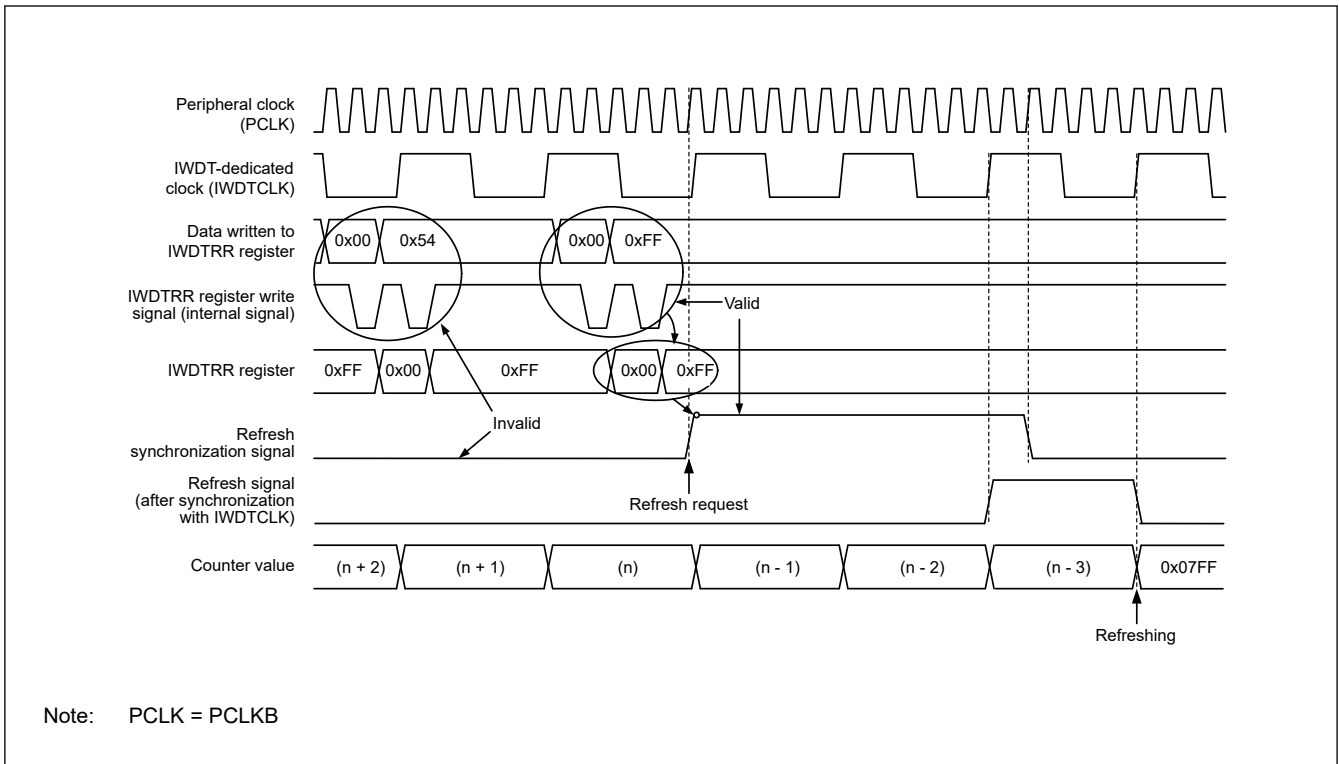 Peripheral clock
(PCLK)
IWDT-dedicated
clock (IWDTCLK)
Data written to
IWDTRR register
0x00
0x54
0x00
0xFF
IWDTRR register write
signal (internal signal)
Valid
IWDTRR register
0xFF
0x00
0xFF
0x00
0xFF
Invalid
Refresh
synchronization signal
Refresh signal
(after synchronization
with IWDTCLK)
Refresh request
Counter value
(n + 2)
(n + 1)
(n)
(n - 1)
(n - 2)
(n - 3)
0x07FF
Refreshing
Note: PCLK = PCLKB